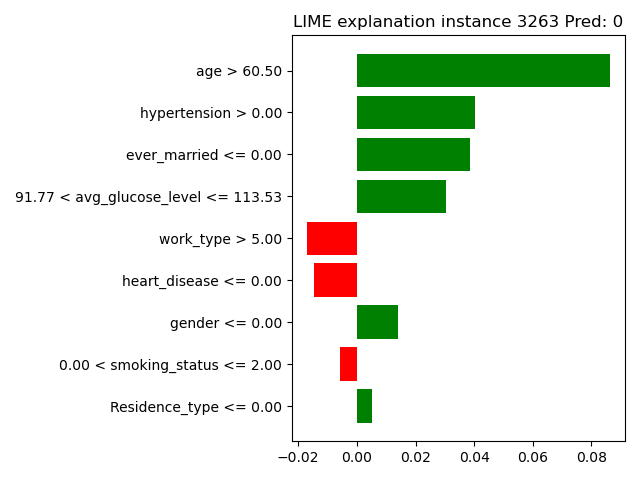 LIME explanation instance 3263 Pred: 0
age > 60.50
hypertension > 0.00
ever_married <= 0.00
91.77 < avg_glucose_level <= 113.53
work_type > 5.00
heart_disease <= 0.00
gender <= 0.00
0.00 < smoking_status <= 2.00
Residence_type <= 0.00
−0.02 0.00 0.02 0.04 0.06 0.08